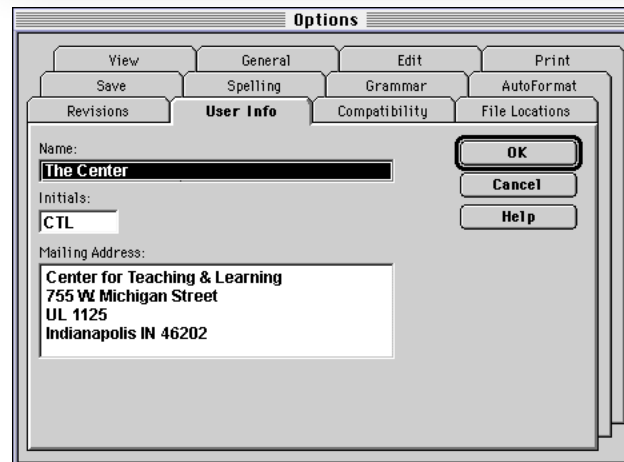 Options
View General Edit Print
Save Spelling Grammar AutoFormat
Revisions User Info Compatibility File Locations
Name:
The Center
OK
Cancel
Initials:
CTL
Help
Mailing Address:
Center for Teaching & Learning
755 W. Michigan Street
UL 1125
Indianapolis IN 46202